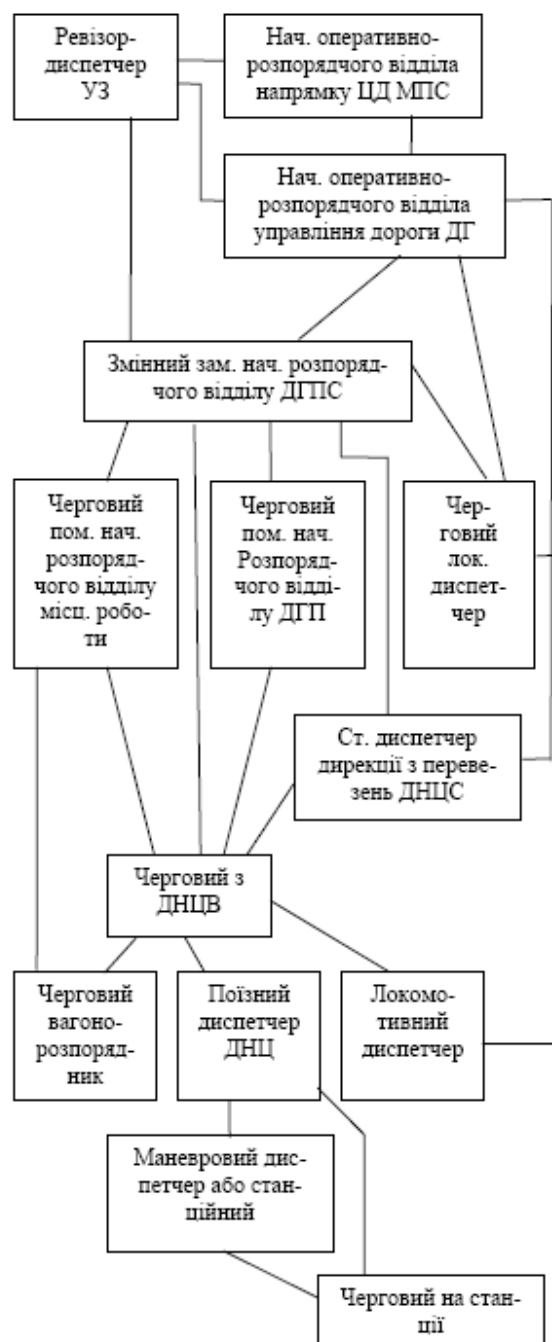 Ревізор-
диспетчер
УЗ
Нач. оперативно-
розпорядчого відділа
напрямку ЦД МПС
Нач. оперативно-
розпорядчого відділа
управління дороги ДГ
Змінний зам. нач. розпоряд-
чого відділу ДГПС
Черговий
пом. нач.
розпоряд-
чого відділу
місц. робо-
ти
Черговий
пом. нач.
Розпоряд-
чого відді-
лу ДГП
Чер-
говий
лок.
диспет-
чер
Ст. диспетчер
дирекції з переве-
зень ДНЦС
Черговий з
ДНЦВ
Черговий
вагоно-
розпоряд-
ник
Поїзний
диспетчер
ДНЦ
Локомо-
тивний
диспетчер
Маневровий дис-
петчер або стан-
ційний
Черговий на стан-
ції